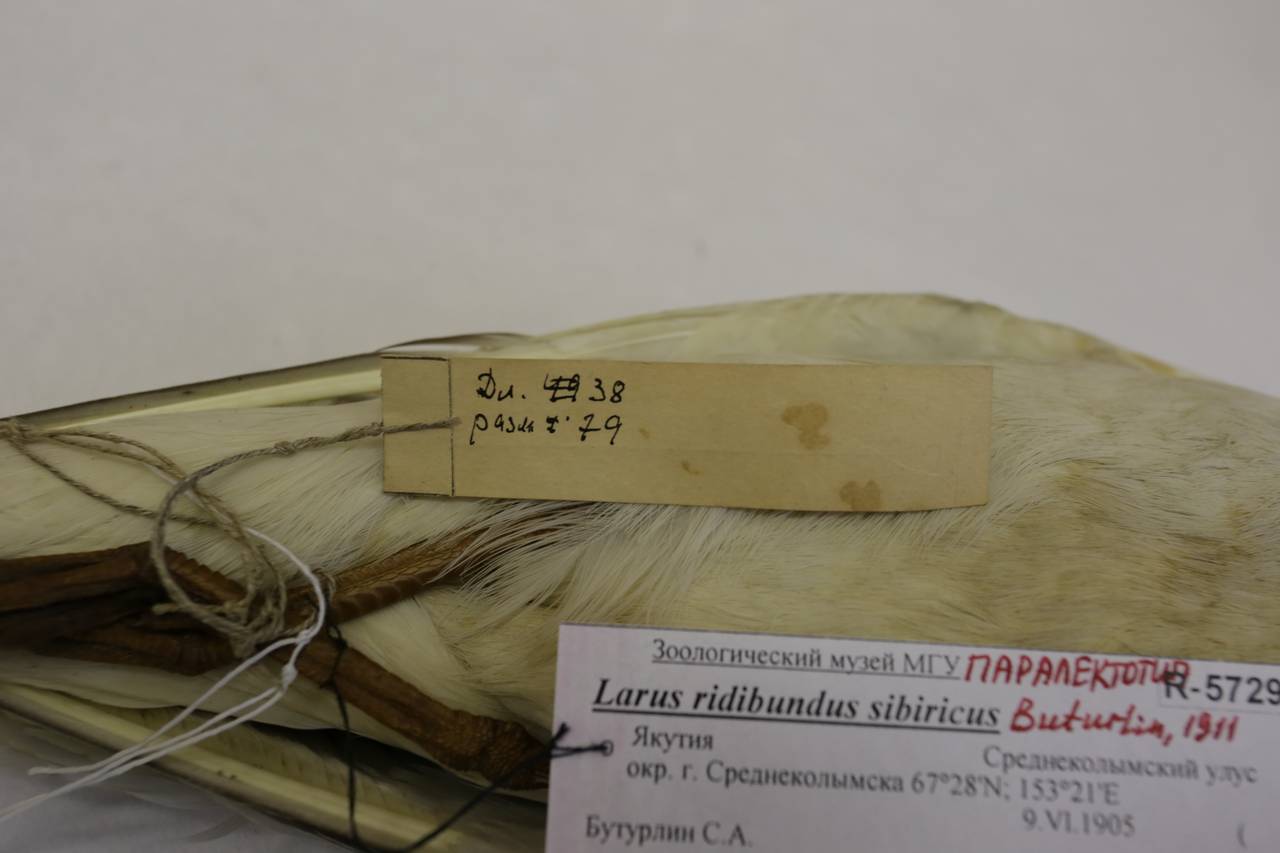 Дл. 38
разм 79
Зоологический музей МГУ ПАРАЛЕКТОТИП R-5729
Larus ridibundus sibiricus Buturlin, 1911
Якутия Среднеколымский улус
окр. г. Среднеколымска 67°28'N; 153°21'E
9.VI.1905
Бутурлин С.А. (